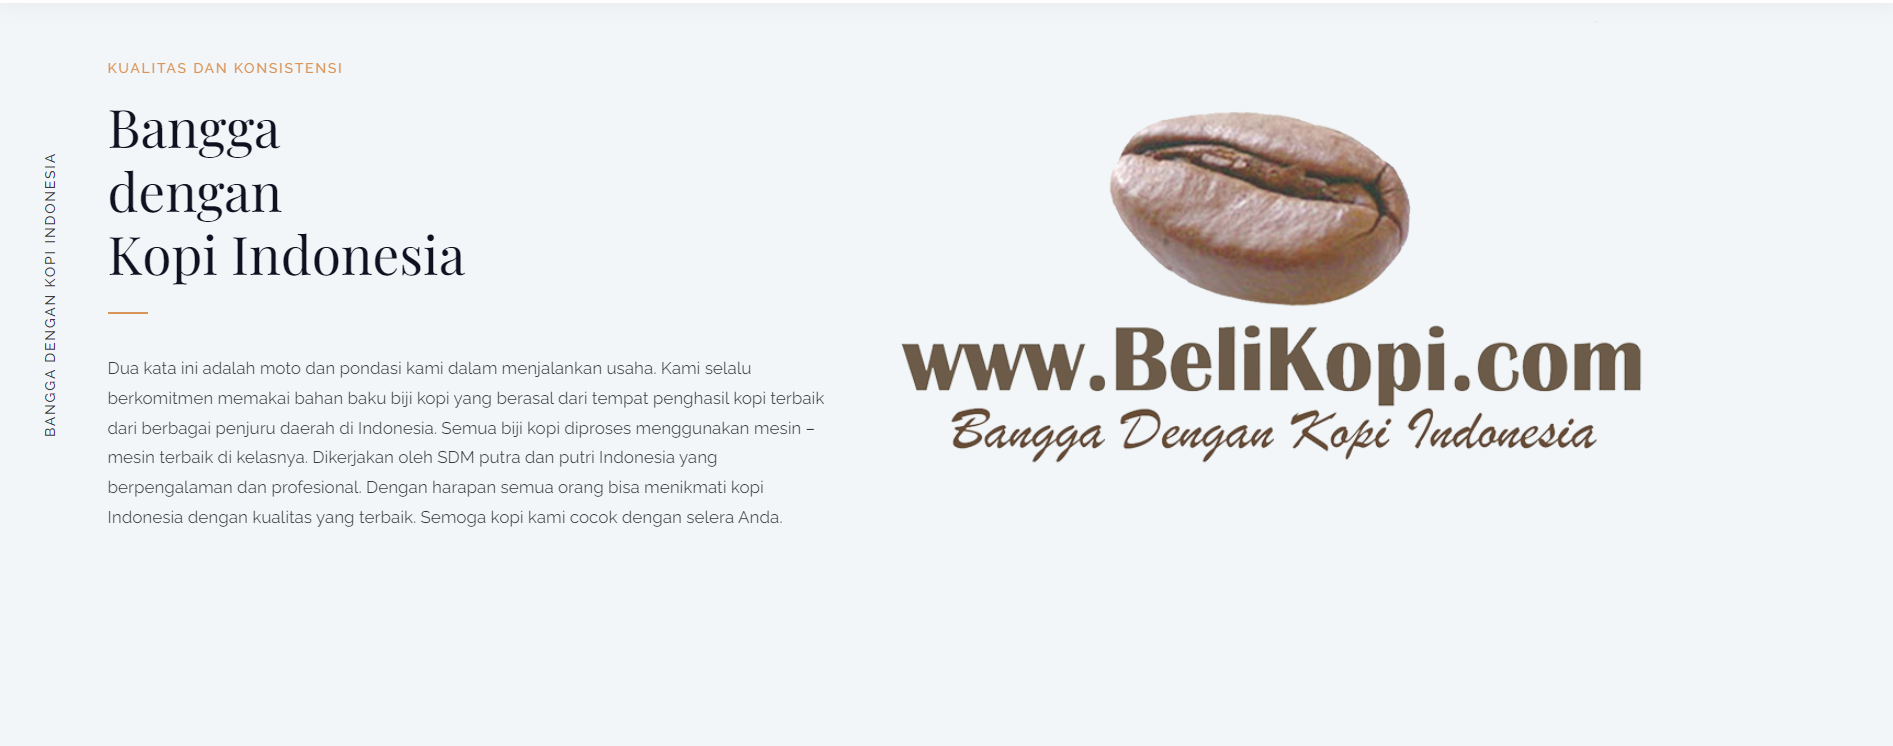 KUALITAS DAN KONSISTENSI
Bangga
dengan
Kopi Indonesia
BANGGA DENGAN KOPI INDONESIA
Dua kata ini adalah moto dan pondasi kami dalam menjalankan usaha. Kami selalu
berkomitmen memakai bahan baku biji kopi yang berasal dari tempat penghasil kopi terbaik
dari berbagai penjuru daerah di Indonesia. Semua biji kopi diproses menggunakan mesin –
mesin terbaik di kelasnya. Dikerjakan oleh SDM putra dan putri Indonesia yang
berpengalaman dan profesional. Dengan harapan semua orang bisa menikmati kopi
Indonesia dengan kualitas yang terbaik. Semoga kopi kami cocok dengan selera Anda.
www.BeliKopi.com
Bangga Dengan Kopi Indonesia